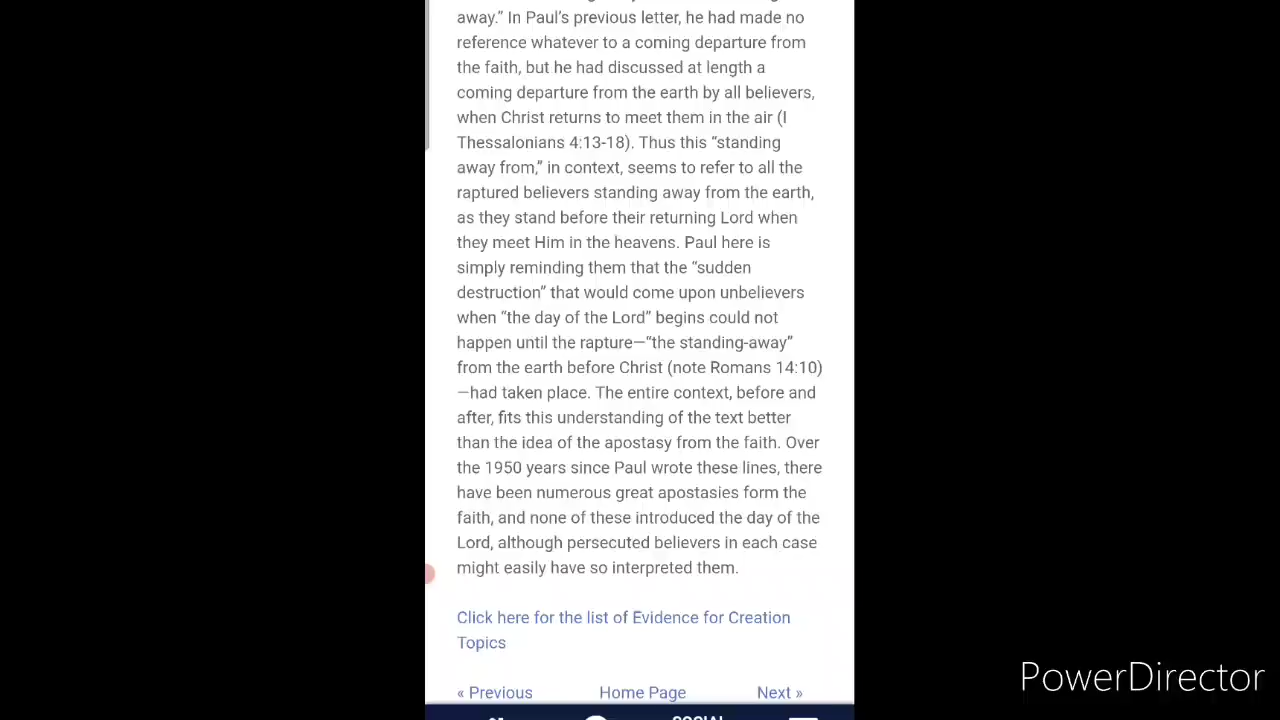 away.” In Paul’s previous letter, he had made no
reference whatever to a coming departure from
the faith, but he had discussed at length a
coming departure from the earth by all believers,
when Christ returns to meet them in the air (I
Thessalonians 4:13-18). Thus this “standing
away from,” in context, seems to refer to all the
raptured believers standing away from the earth,
as they stand before their returning Lord when
they meet Him in the heavens. Paul here is
simply reminding them that the “sudden
destruction” that would come upon unbelievers
when “the day of the Lord” begins could not
happen until the rapture—“the standing-away”
from the earth before Christ (note Romans 14:10)
—had taken place. The entire context, before and
after, fits this understanding of the text better
than the idea of the apostasy from the faith. Over
the 1950 years since Paul wrote these lines, there
have been numerous great apostasies form the
faith, and none of these introduced the day of the
Lord, although persecuted believers in each case
might easily have so interpreted them.
Click here for the list of Evidence for Creation
Topics
« Previous Home Page Next »
SOCIAL
PowerDirector